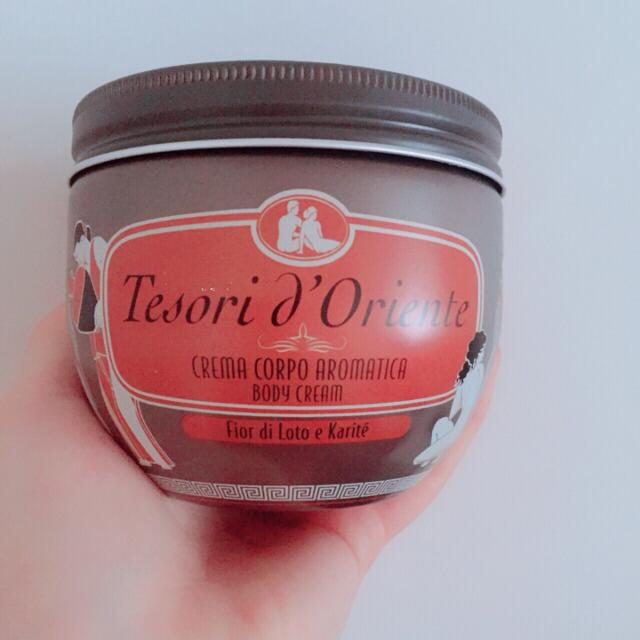 Tesori d'Oriente
CREMA CORPO AROMATICA
BODY CREAM
Fior di Loto e Karité